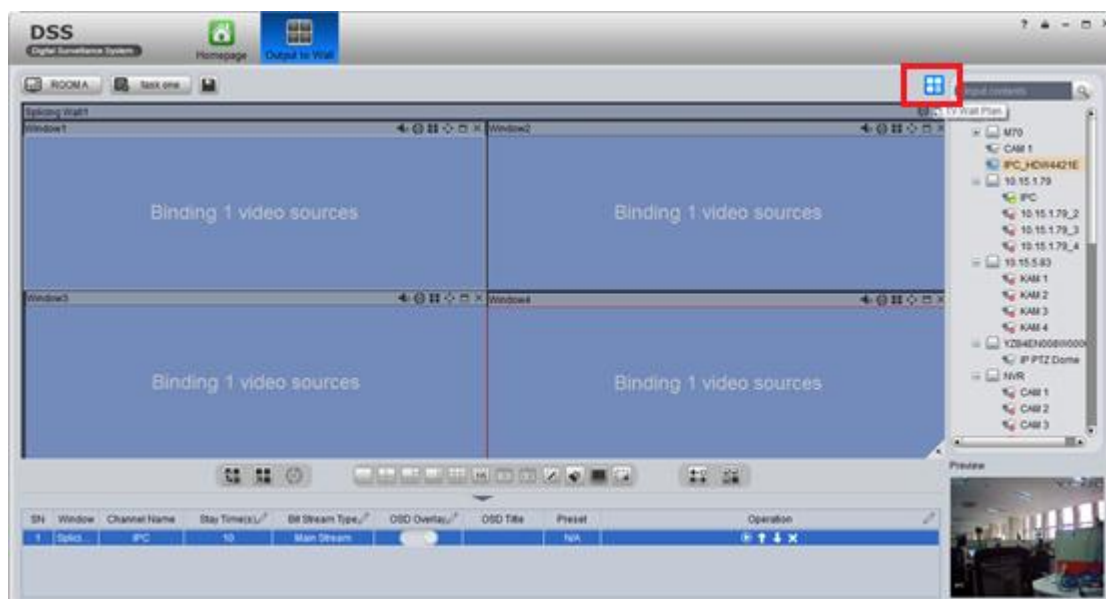 DSS
Digital Surveillance System
Homepage
Output to Wall
ROOM A
task one
Input contents
TV Wall Plan
Splicing Wall1
Window1
Window2
Binding 1 video sources
Binding 1 video sources
Window3
Window4
Binding 1 video sources
Binding 1 video sources
M70
CAM 1
IPC_HDW4421E
10.15.1.79
IPC
10.15.1.79_2
10.15.1.79_3
10.15.1.79_4
10.15.5.83
KAM 1
KAM 2
KAM 3
KAM 4
IP PTZ Dome
NVR
CAM 1
CAM 2
CAM 3
Preview
SN Window Channel Name Stay Time(s) Bit Stream Type OSD Overlay OSD Title Preset Operation
1 Splici... IPC 10 Main Stream N/A